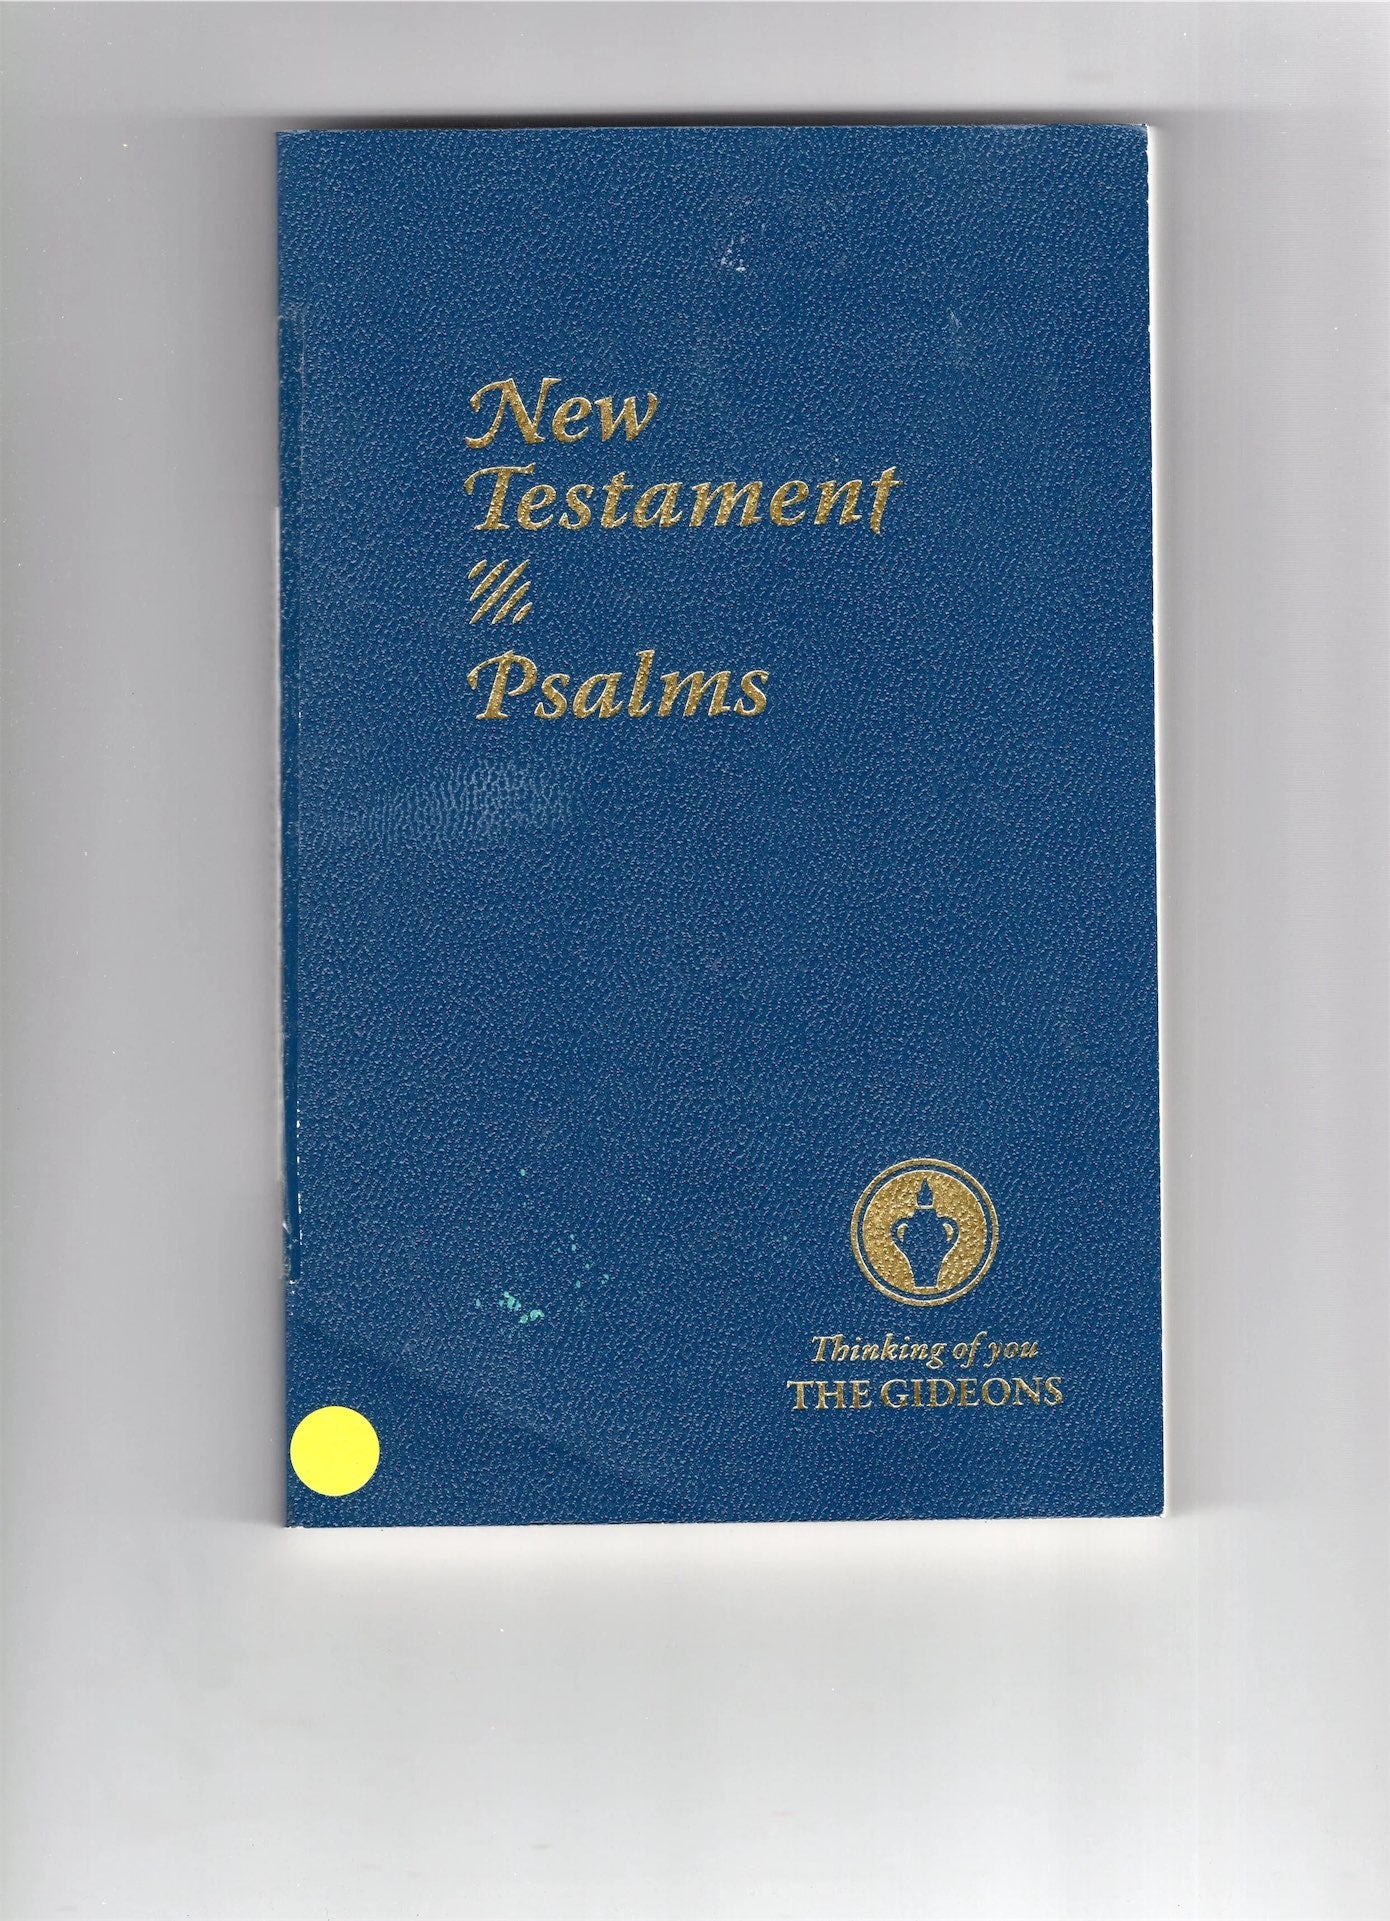 New
Testament
Psalms
Thinking of you
THE GIDEONS